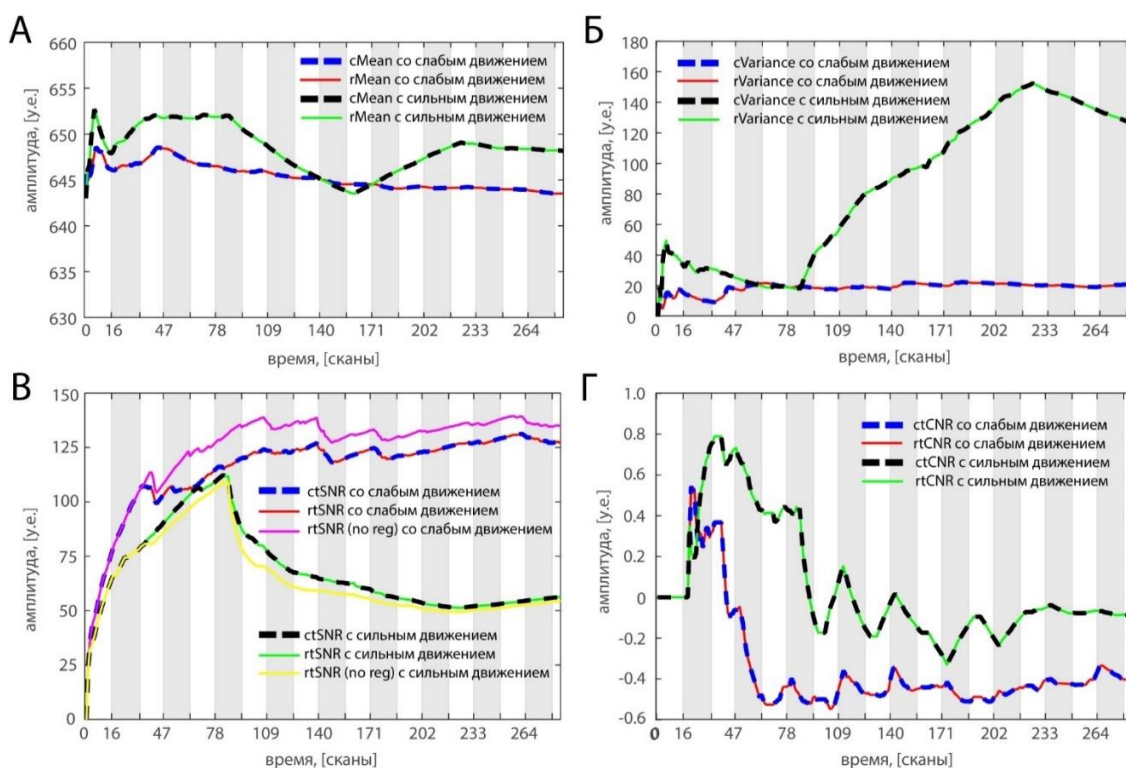 А
660
655
650
645
640
635
630
амплитуда, [у.е.]
cMean со слабым движением
rMean со слабым движением
cMean с сильным движением
rMean с сильным движением
0 16 47 78 109 140 171 202 233 264
время, [сканы]
Б
180
160
140
120
100
80
60
40
20
0
амплитуда, [у.е.]
cVariance со слабым движением
rVariance со слабым движением
cVariance с сильным движением
rVariance с сильным движением
0 16 47 78 109 140 171 202 233 264
время, [сканы]
В
150
125
100
75
50
25
0
амплитуда, [у.е.]
ctSNR со слабым движением
rtSNR со слабым движением
rtSNR (no reg) со слабым движением
ctSNR с сильным движением
rtSNR с сильным движением
rtSNR (no reg) с сильным движением
0 16 47 78 109 140 171 202 233 264
время, [сканы]
Г
1.0
0.8
0.6
0.4
0.2
0
-0.2
-0.4
-0.6
амплитуда, [у.е.]
ctCNR со слабым движением
rtCNR со слабым движением
ctCNR с сильным движением
rtCNR с сильным движением
0 16 47 78 109 140 171 202 233 264
время, [сканы]